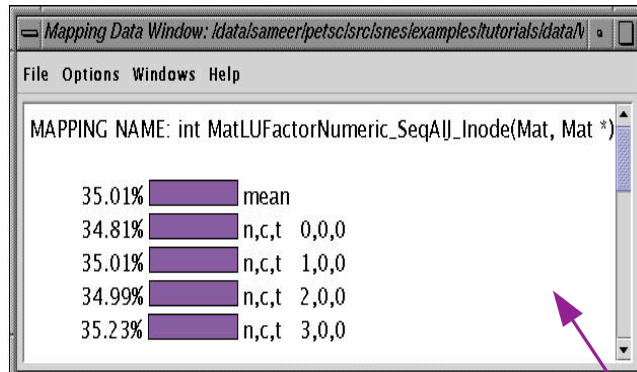 Mapping Data Window: /data/sameer/petsc/src/snes/examples/tutorials/data/
File Options Windows Help
MAPPING NAME: int MatLUFactorNumeric_SeqAIJ_Inode(Mat, Mat *)
35.01% mean
34.81% n,c,t 0,0,0
35.01% n,c,t 1,0,0
34.99% n,c,t 2,0,0
35.23% n,c,t 3,0,0